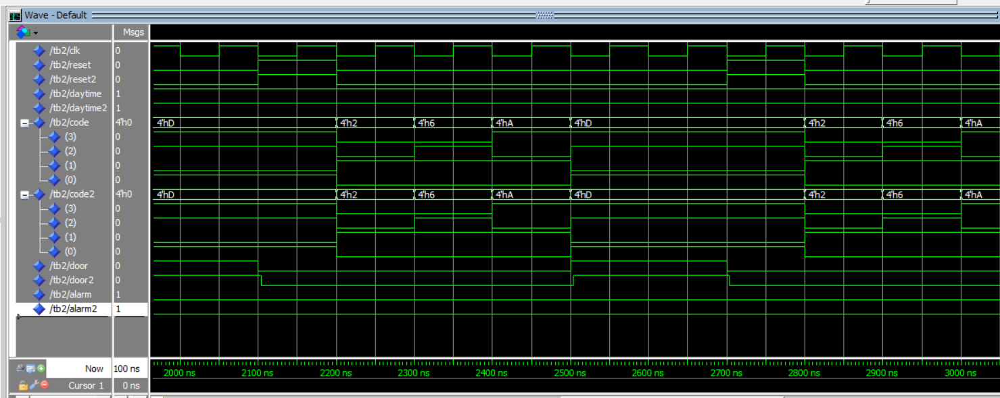 Wave - Default
Msgs
/tb2/clk 0
/tb2/reset 0
/tb2/reset2 0
/tb2/daytime 1
/tb2/daytime2 1
/tb2/code 4'h0 4'hD 4'h2 4'h6 4'hA 4'hD 4'h2 4'h6 4'hA
(3) 0
(2) 0
(1) 0
(0) 0
/tb2/code2 4'h0 4'hD 4'h2 4'h6 4'hA 4'hD 4'h2 4'h6 4'hA
(3) 0
(2) 0
(1) 0
(0) 0
/tb2/door 0
/tb2/door2 0
/tb2/alarm 1
/tb2/alarm2 1
Now 100 ns 2000 ns 2100 ns 2200 ns 2300 ns 2400 ns 2500 ns 2600 ns 2700 ns 2800 ns 2900 ns 3000 ns
Cursor 1 0 ns